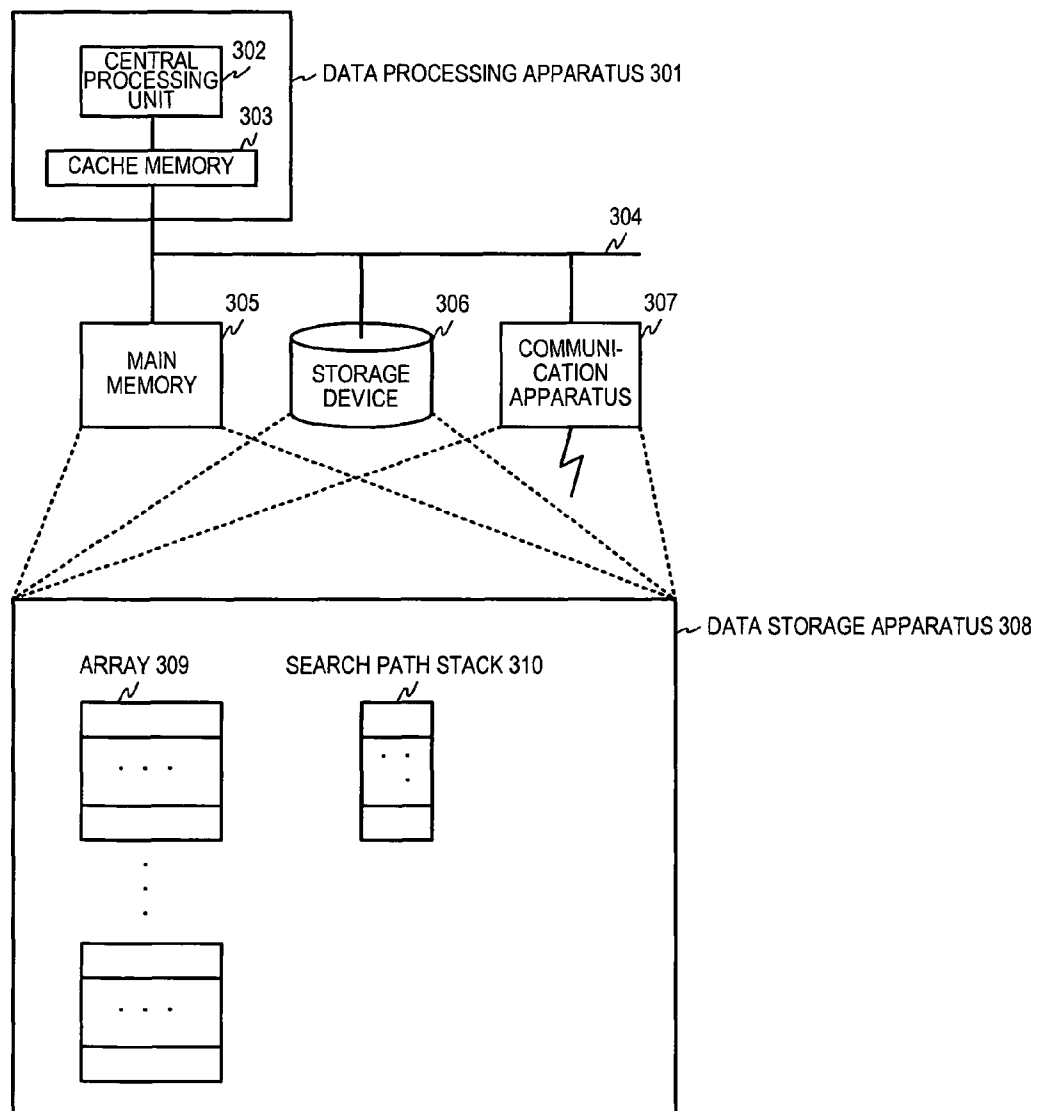 302
CENTRAL
PROCESSING
UNIT
DATA PROCESSING APPARATUS 301
303
CACHE MEMORY
304
305
306
307
MAIN
MEMORY
STORAGE
DEVICE
COMMUNI-
CATION
APPARATUS
DATA STORAGE APPARATUS 308
ARRAY 309
SEARCH PATH STACK 310